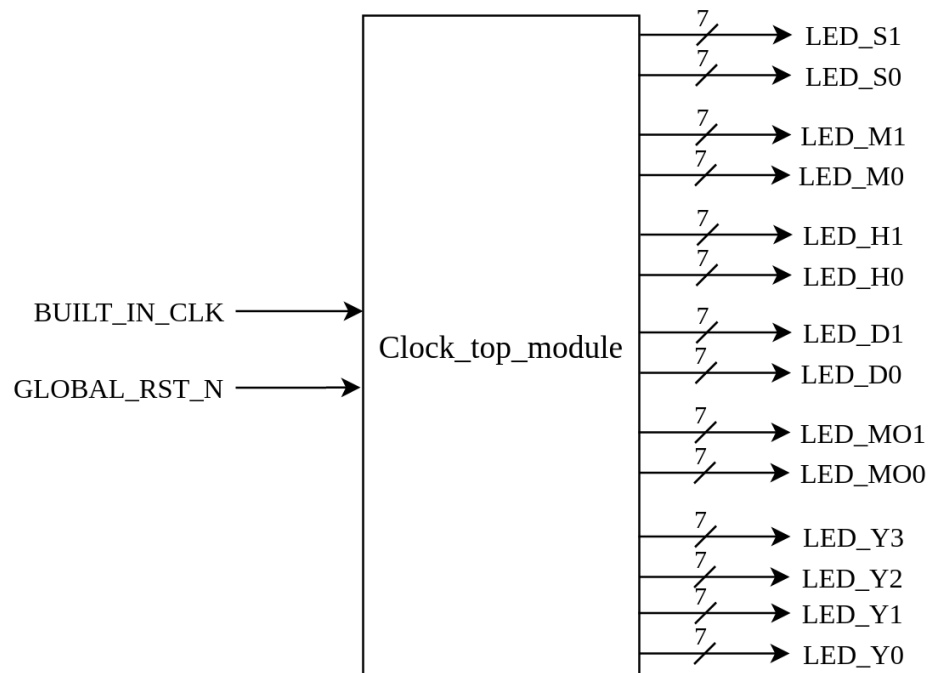 7
LED_S1
7
LED_S0
7
LED_M1
7
LED_M0
7
LED_H1
7
LED_H0
BUILT_IN_CLK
7
LED_D1
Clock_top_module
7
LED_D0
GLOBAL_RST_N
7
LED_MO1
7
LED_MO0
7
LED_Y3
7
LED_Y2
7
LED_Y1
7
LED_Y0